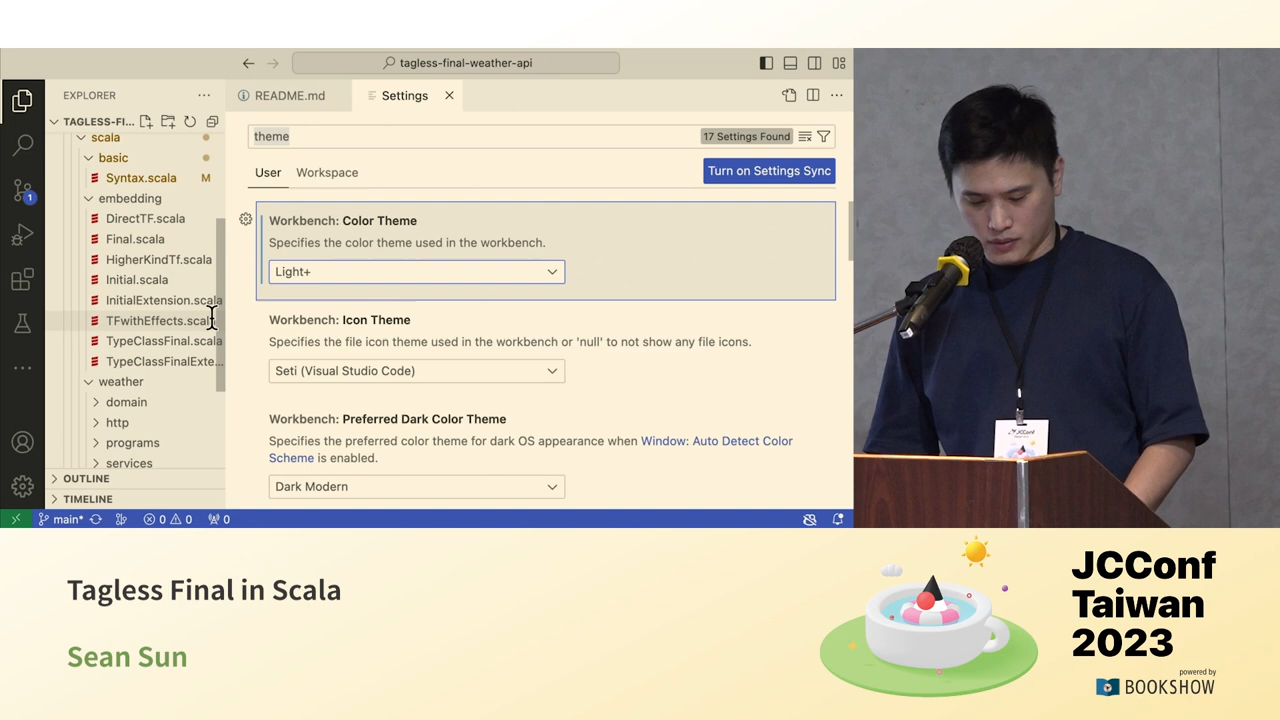 tagless-final-weather-api
EXPLORER
README.md
Settings
TAGLESS-FI...
scala
basic
Syntax.scala
M
embedding
DirectTF.scala
Final.scala
HigherKindTf.scala
Initial.scala
InitialExtension.scala
TFwithEffects.scala
TypeClassFinal.scala
TypeClassFinalExte...
weather
domain
http
programs
services
OUTLINE
TIMELINE
1
theme
17 Settings Found
User
Workspace
Turn on Settings Sync
Workbench: Color Theme
Specifies the color theme used in the workbench.
Light+
Workbench: Icon Theme
Specifies the file icon theme used in the workbench or 'null' to not show any file icons.
Seti (Visual Studio Code)
Workbench: Preferred Dark Color Theme
Specifies the preferred color theme for dark OS appearance when Window: Auto Detect Color
Scheme is enabled.
Dark Modern
main*
0
0
0
JCConf
Tagless Final in Scala
Sean Sun
JCConf
Taiwan
2023
powered by
BOOKSHOW